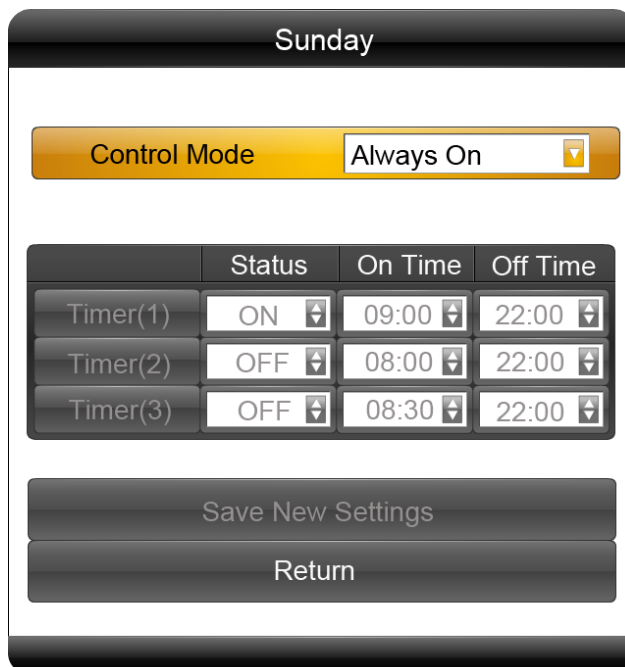 Sunday
Control Mode Always On
Status On Time Off Time
Timer(1) ON 09:00 22:00
Timer(2) OFF 08:00 22:00
Timer(3) OFF 08:30 22:00
Save New Settings
Return